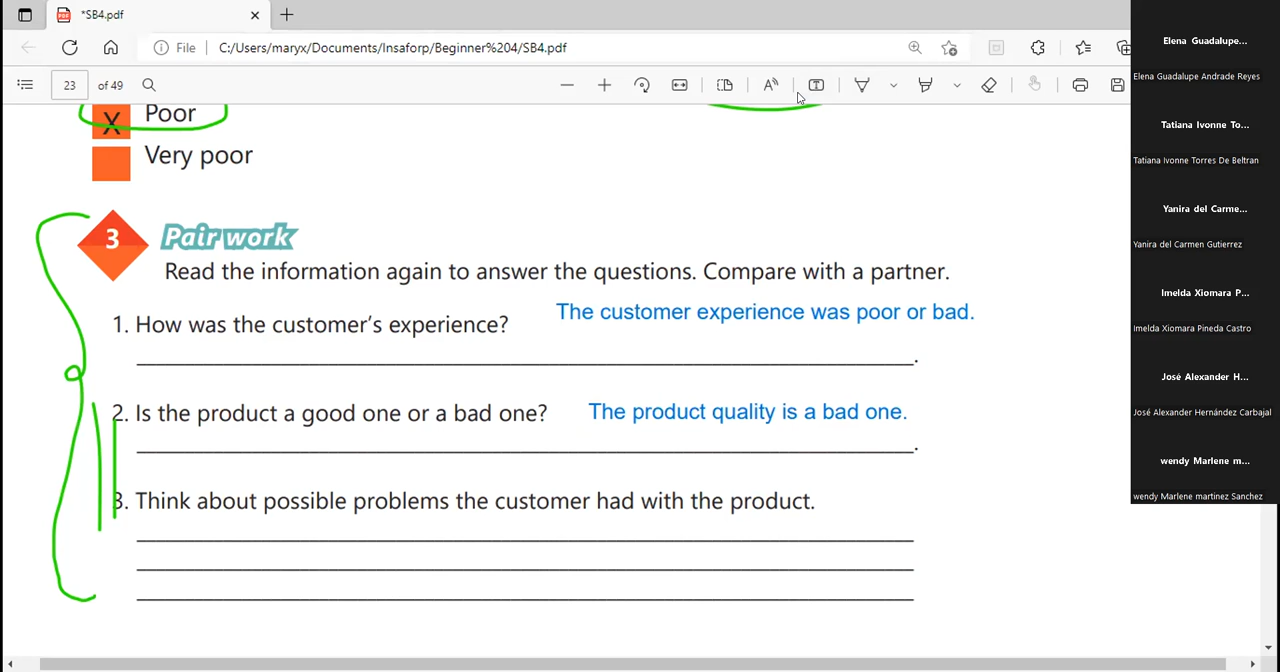 *SB4.pdf
File C:/Users/maryx/Documents/Insaforp/Beginner%204/SB4.pdf
23 of 49
X Poor
Very poor
3 Pair work
Read the information again to answer the questions. Compare with a partner.
1. How was the customer's experience? The customer experience was poor or bad.
2. Is the product a good one or a bad one? The product quality is a bad one.
3. Think about possible problems the customer had with the product.
Elena Guadalupe...
Elena Guadalupe Andrade Reyes
Tatiana Ivonne To...
Tatiana Ivonne Torres De Beltran
Yanira del Carme...
Yanira del Carmen Gutierrez
Imelda Xiomara P...
Imelda Xiomara Pineda Castro
José Alexander H...
José Alexander Hernández Carbajal
wendy Marlene m...
wendy Marlene martinez Sanchez